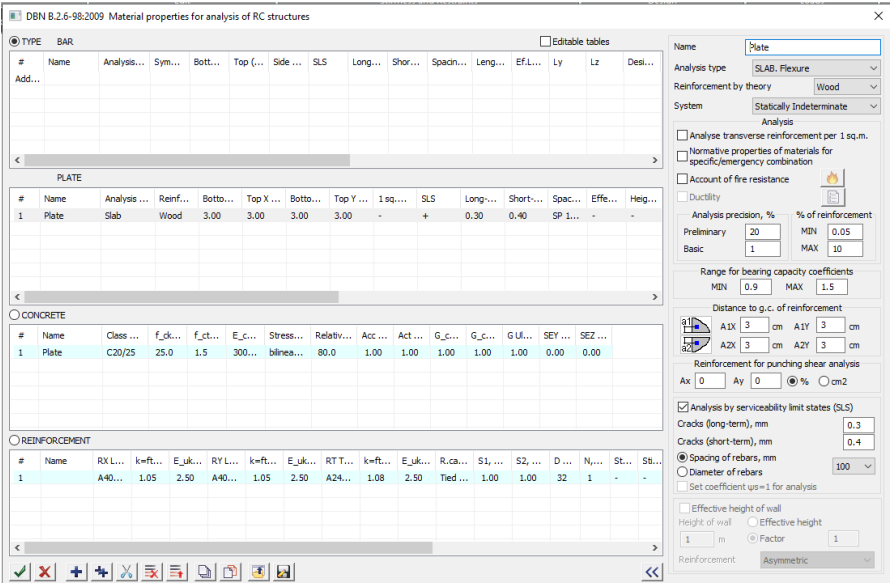 DBN B.2.6-98:2009 Material properties for analysis of RC structures
TYPE BAR
Editable tables
# Name Analysis... Sym... Bott... Top (... Side ... SLS Long... Shor... Spacin... Leng... Ef.L... Ly Lz Desi...
Add...
PLATE
# Name Analysis ... Reinf... Botto... Top X ... Botto... Top Y ... 1 sq.... SLS Long-... Short-... Spac... Effe... Heig...
1 Plate Slab Wood 3.00 3.00 3.00 3.00 - + 0.30 0.40 SP 1... - -
CONCRETE
# Name Class ... f_ck... f_ct... E_c... Stress... Relativ... Acc ... Act ... G_c... G_c... G Ul... SEY ... SEZ ...
1 Plate C20/25 25.0 1.5 300... bilinea... 80.0 1.00 1.00 1.00 1.00 1.00 0.00 0.00
REINFORCEMENT
# Name RX L... k=ft... E_uk... RY L... k=ft... E_uk... RT T... k=ft... E_uk... R.ca... S1, ... S2, ... D ... N,... St... Sti...
1 A40... 1.05 2.50 A40... 1.05 2.50 A24... 1.08 2.50 Tied ... 1.00 1.00 32 1 - -
Name Plate
Analysis type SLAB. Flexure
Reinforcement by theory Wood
System Statically Indeterminate
Analysis
Analyse transverse reinforcement per 1 sq.m.
Normative properties of materials for
specific/emergency combination
Account of fire resistance
Ductility
Analysis precision, % % of reinforcement
Preliminary 20 MIN 0.05
Basic 1 MAX 10
Range for bearing capacity coefficients
MIN 0.9 MAX 1.5
Distance to g.c. of reinforcement
a1 A1X 3 cm A1Y 3 cm
a2 A2X 3 cm A2Y 3 cm
Reinforcement for punching shear analysis
Ax 0 Ay 0 % cm2
Analysis by serviceability limit states (SLS)
Cracks (long-term), mm 0.3
Cracks (short-term), mm 0.4
Spacing of rebars, mm
100
Diameter of rebars
Set coefficient ψs=1 for analysis
Effective height of wall
Height of wall Effective height
1 m Factor 1
Reinforcement Asymmetric